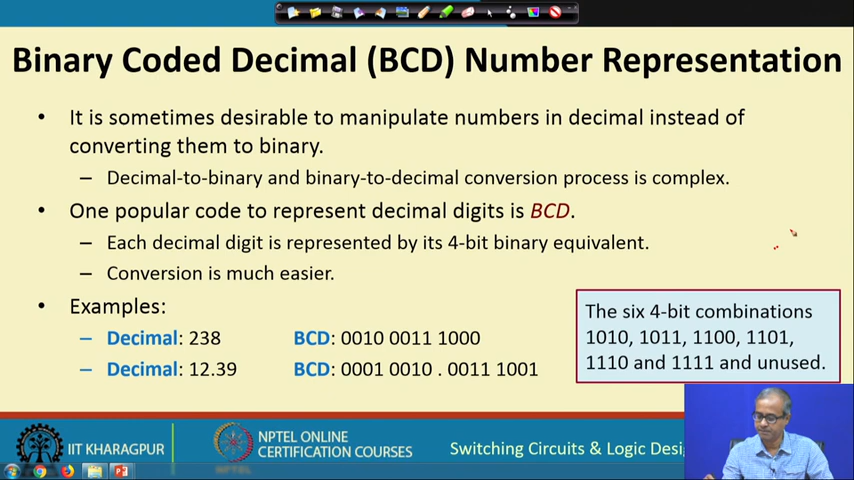 Binary Coded Decimal (BCD) Number Representation
• It is sometimes desirable to manipulate numbers in decimal instead of
converting them to binary.
– Decimal-to-binary and binary-to-decimal conversion process is complex.
• One popular code to represent decimal digits is BCD.
– Each decimal digit is represented by its 4-bit binary equivalent.
– Conversion is much easier.
• Examples:
– Decimal: 238 BCD: 0010 0011 1000
– Decimal: 12.39 BCD: 0001 0010 . 0011 1001
The six 4-bit combinations
1010, 1011, 1100, 1101,
1110 and 1111 and unused.
IIT KHARAGPUR
NPTEL ONLINE
CERTIFICATION COURSES
Switching Circuits & Logic Desig